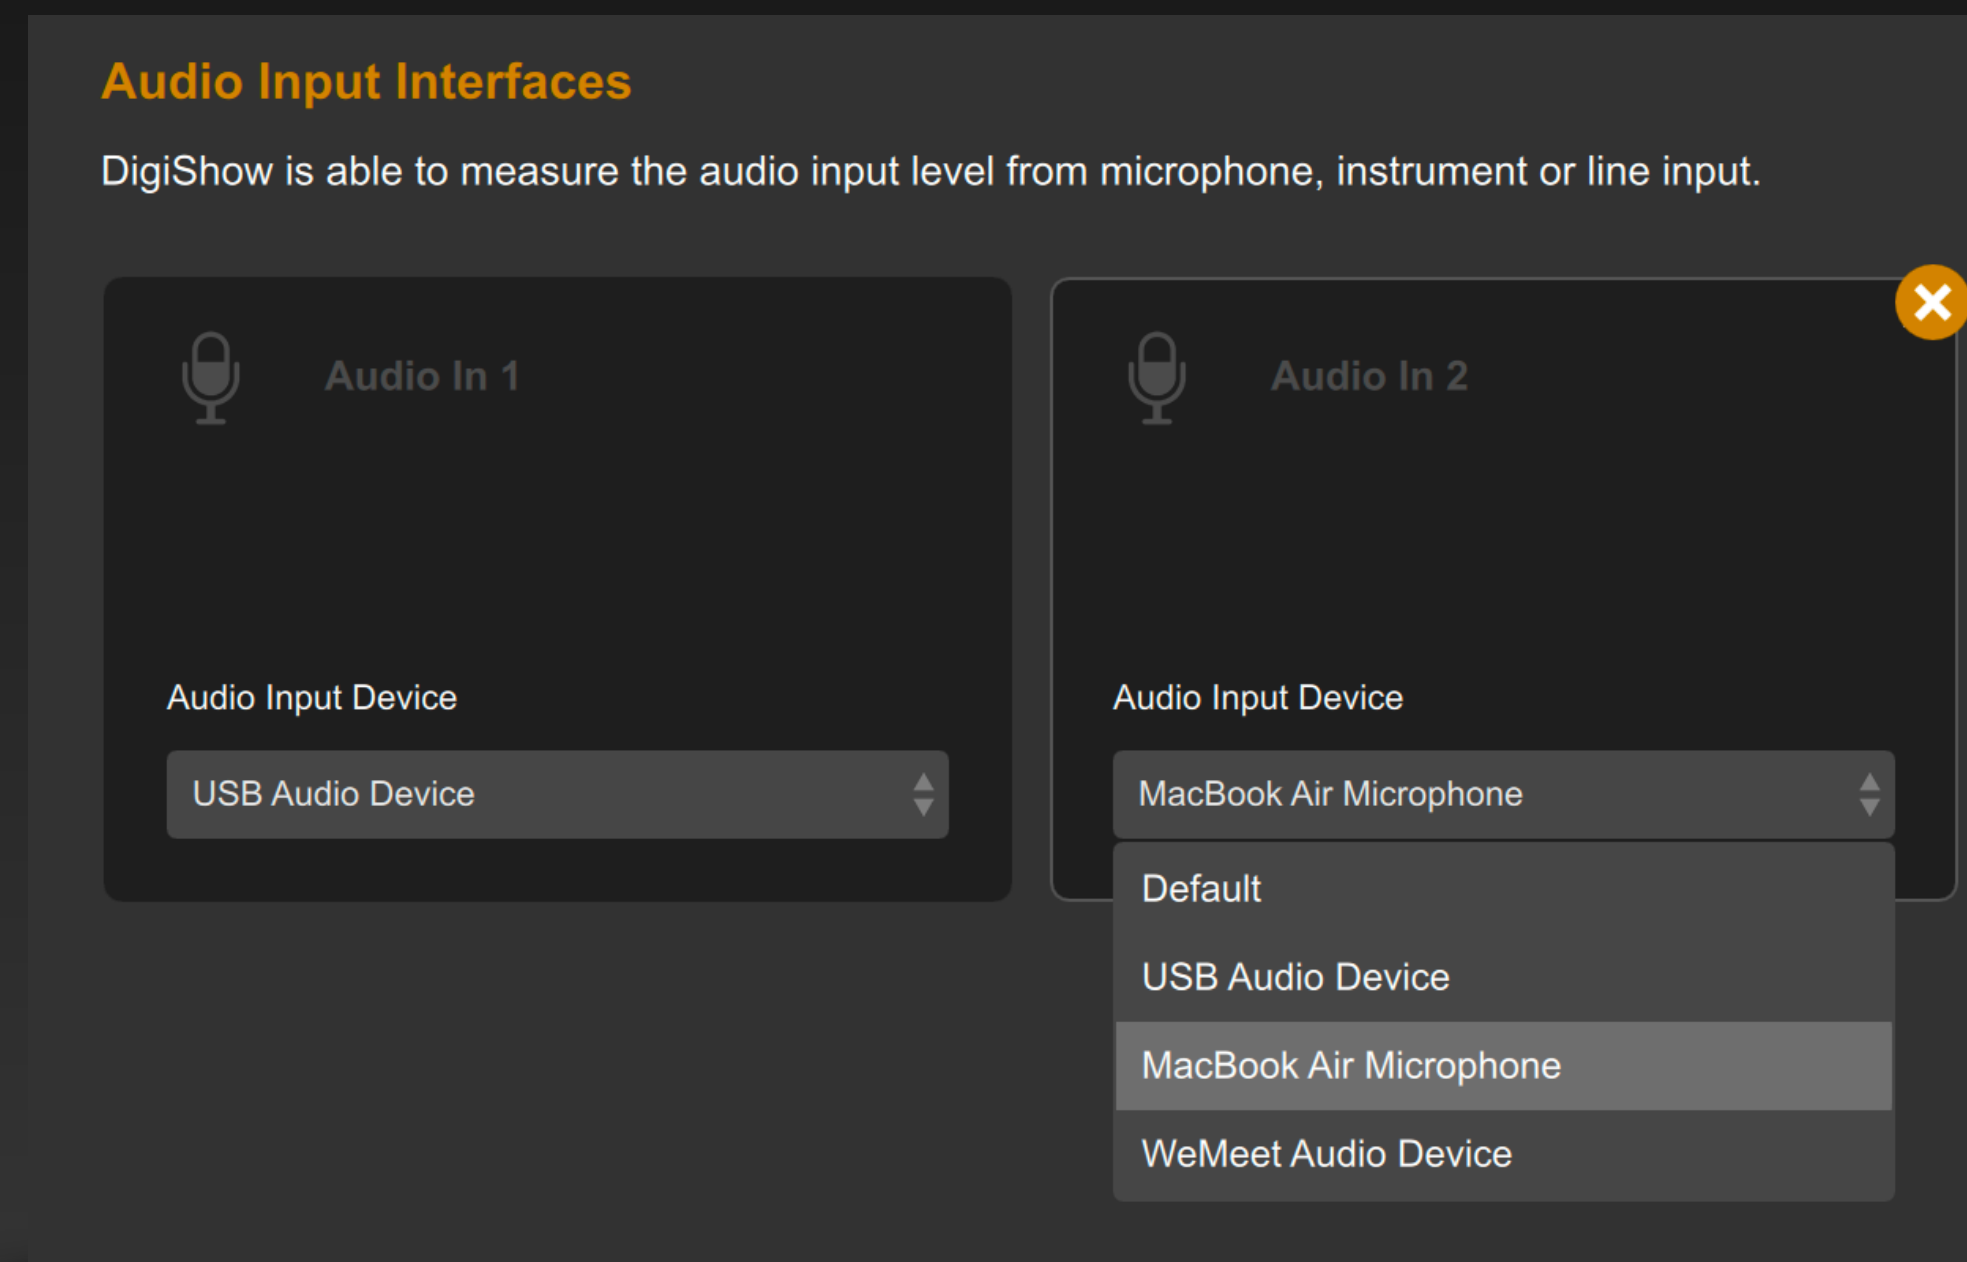 Audio Input Interfaces
DigiShow is able to measure the audio input level from microphone, instrument or line input.
Audio In 1
Audio Input Device
USB Audio Device
Audio In 2
Audio Input Device
MacBook Air Microphone
Default
USB Audio Device
MacBook Air Microphone
WeMeet Audio Device